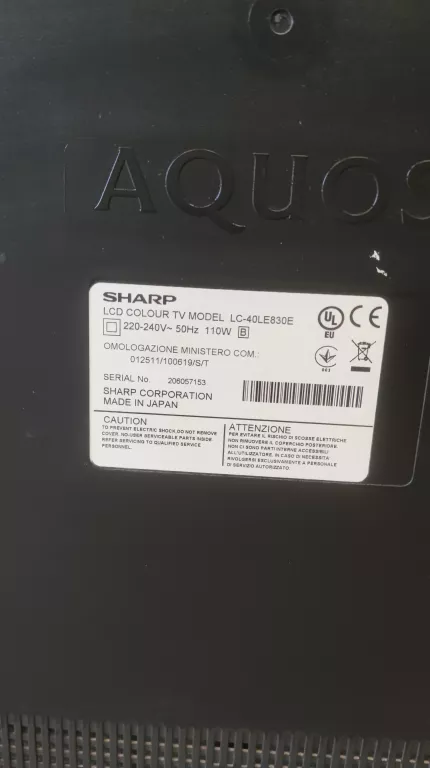 AQUOS
SHARP
LCD COLOUR TV MODEL LC-40LE830E
220-240V~ 50Hz 110W B
OMOLOGAZIONE MINISTERO COM.:
012511/100619/S/T
SERIAL No. 206057153
SHARP CORPORATION
MADE IN JAPAN
UL
EU
CE
CAUTION
TO PREVENT ELECTRIC SHOCK,DO NOT REMOVE
COVER. NO USER SERVICEABLE PARTS INSIDE
REFER SERVICING TO QUALIFIED SERVICE
PERSONNEL.
ATTENZIONE
PER EVITARE IL RISCHIO DI SCOSSE ELETTRICHE
NON RIMUOVERE IL COPERCHIO POSTERIORE
NON CI SONO PARTI INTERNE ACCESSIBILI
ALL'UTILIZZATORE. IN CASO DI NECESSITA
RIVOLGERSI ESCLUSIVAMENTE A PERSONALE
DI SERVIZIO AUTORIZZATO